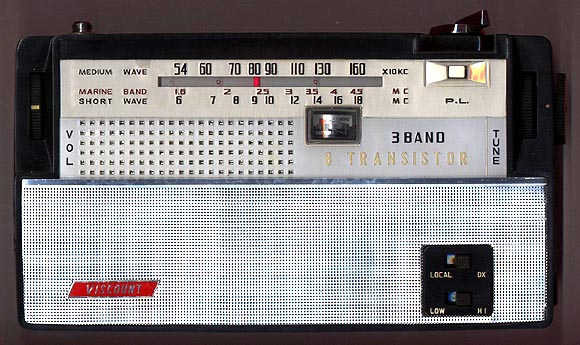 MEDIUM WAVE 54 60 70 80 90 110 130 160 X10KC
MARINE BAND 1.6 2 2.5 3 3.5 4 4.5 MC
SHORT WAVE 6 7 8 9 10 12 14 16 18 MC
P.L.
VOL
3 BAND
8 TRANSISTOR
TUNE
LOCAL DX
LOW HI
VISCOUNT